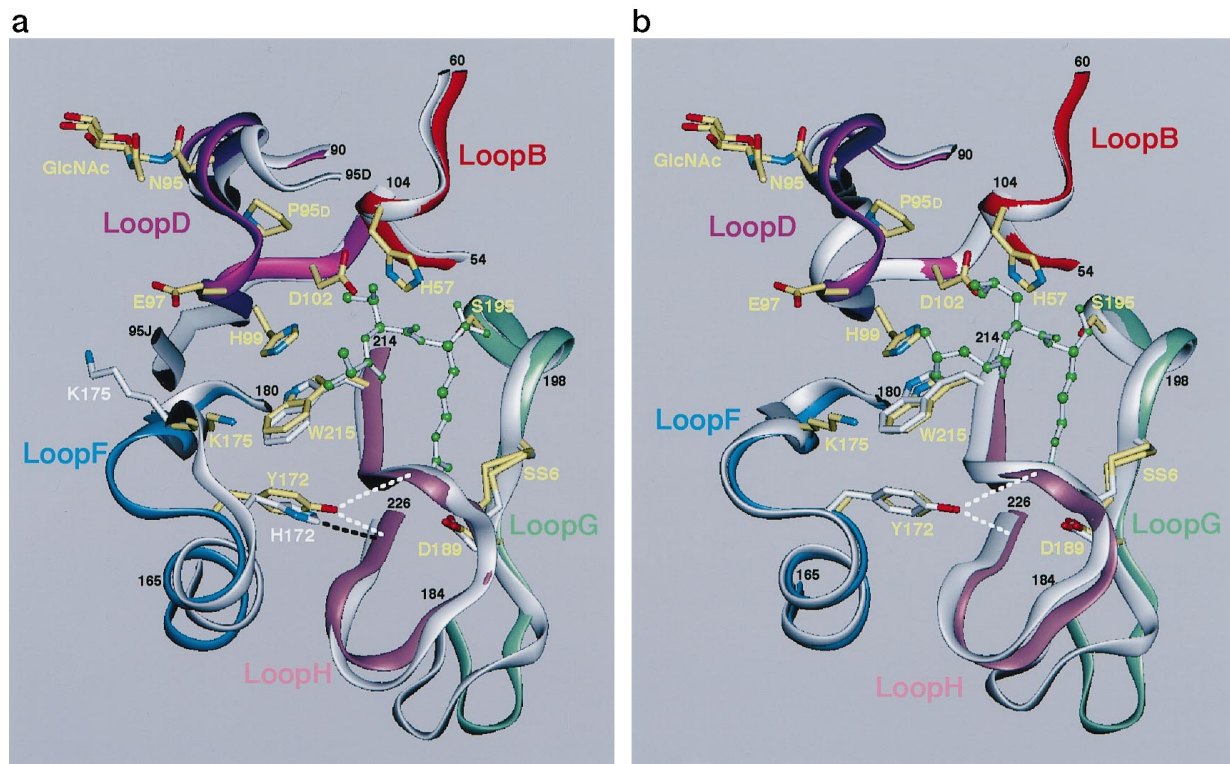 a
60
LoopB
90
95D
104
GlcNAc
N95
P95D
LoopD
54
E97
D102
H57
S195
95J
H99
214
198
K175
180
W215
K175
LoopF
SS6
Y172
226
H172
LoopG
D189
165
184
LoopH
b
60
LoopB
90
104
GlcNAc
N95
P95D
LoopD
54
E97
D102
H57
S195
H99
214
198
180
K175
W215
LoopF
SS6
226
Y172
LoopG
D189
165
184
LoopH